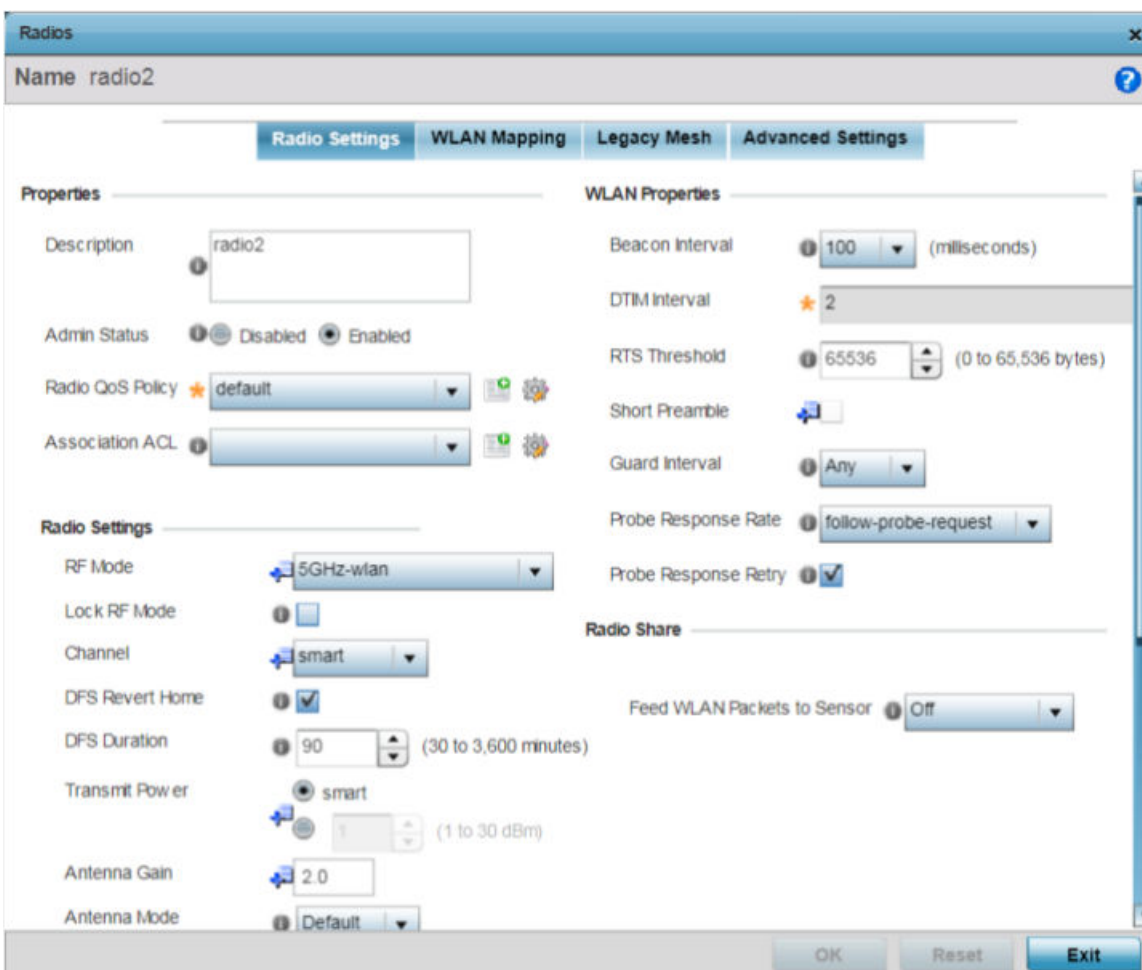 Radios
Name radio2
Radio Settings WLAN Mapping Legacy Mesh Advanced Settings
Properties
Description radio2
Admin Status Disabled Enabled
Radio QoS Policy default
Association ACL
Radio Settings
RF Mode 5GHz-wlan
Lock RF Mode
Channel smart
DFS Revert Home
DFS Duration 90 (30 to 3,600 minutes)
Transmit Power smart
1 (1 to 30 dBm)
Antenna Gain 2.0
Antenna Mode Default
WLAN Properties
Beacon Interval 100 (milliseconds)
DTIM Interval 2
RTS Threshold 65536 (0 to 65,536 bytes)
Short Preamble
Guard Interval Any
Probe Response Rate follow-probe-request
Probe Response Retry
Radio Share
Feed WLAN Packets to Sensor Off
OK Reset Exit